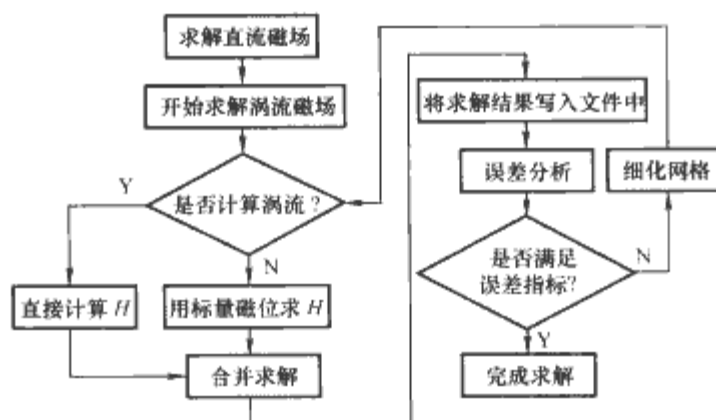 求解直流磁场
开始求解涡流磁场
Y
是否计算涡流？
N
直接计算 H
用标量磁位求 H
合并求解
将求解结果写入文件中
误差分析
细化网格
是否满足
误差指标?
N
Y
完成求解